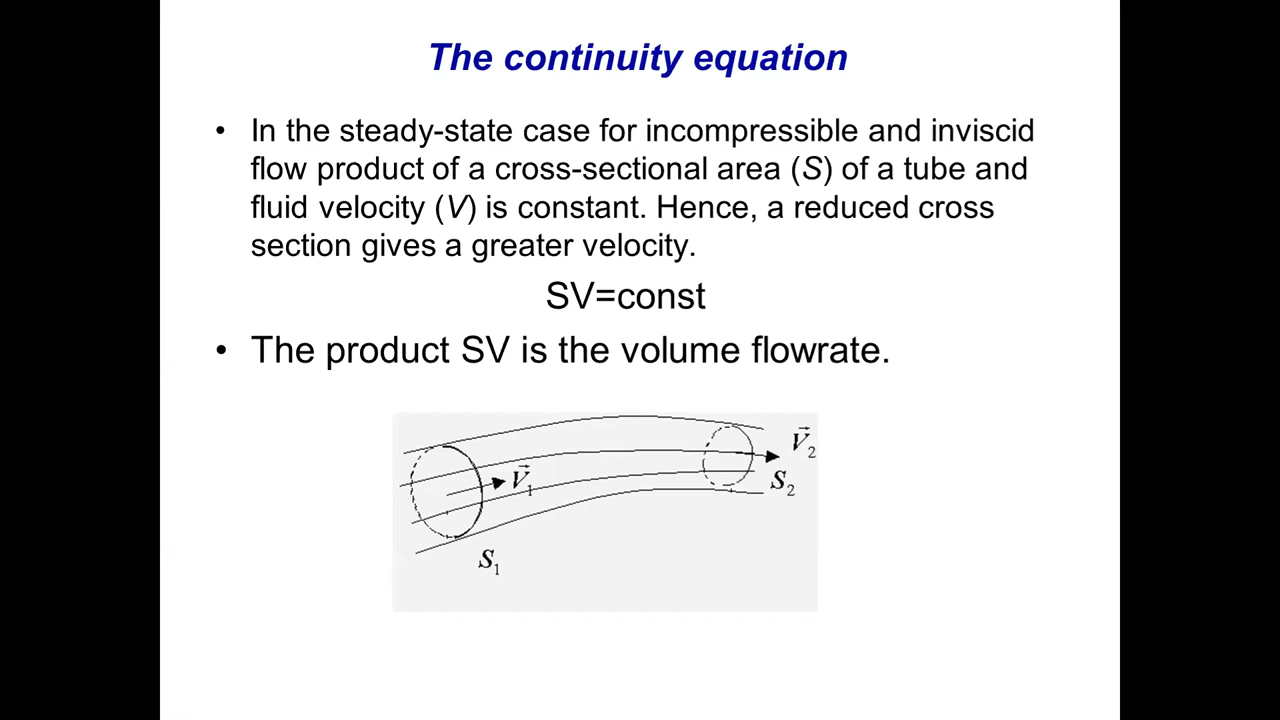 The continuity equation
• In the steady-state case for incompressible and inviscid
flow product of a cross-sectional area (S) of a tube and
fluid velocity (V) is constant. Hence, a reduced cross
section gives a greater velocity.
SV=const
• The product SV is the volume flowrate.
V⃗₂
V⃗₁
S₂
S₁